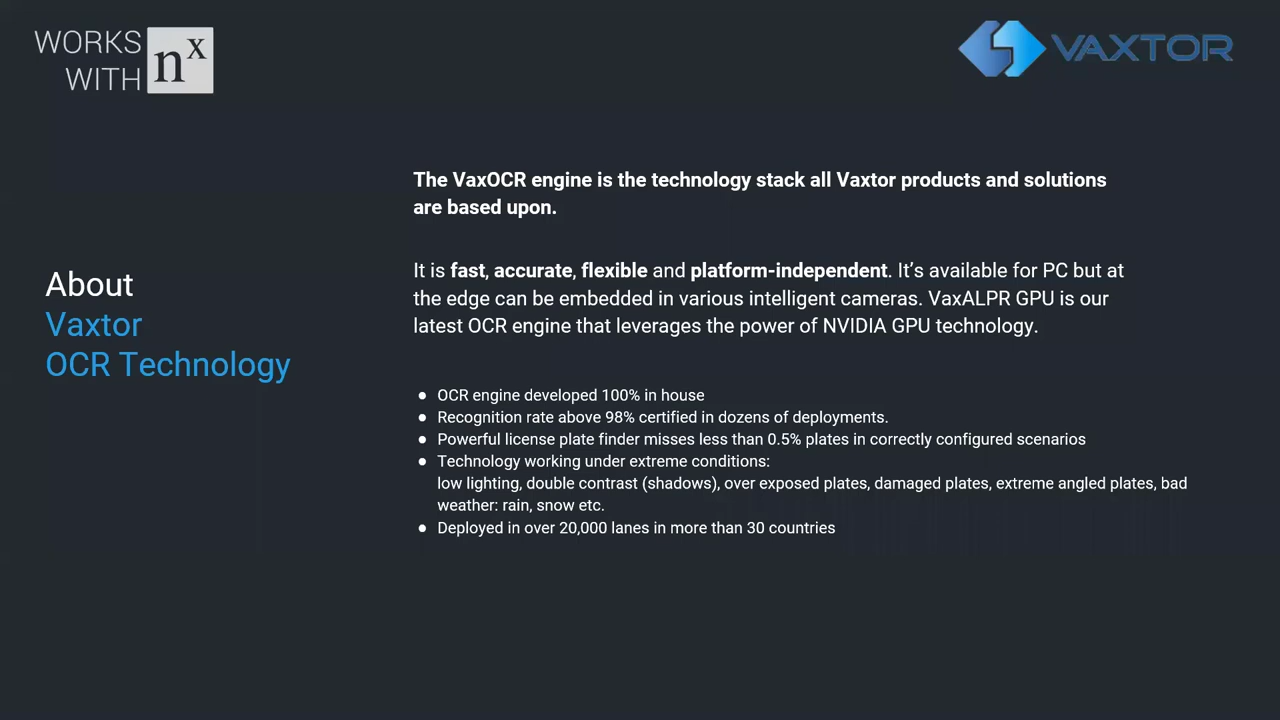 WORKS
WITH
nx
VAXTOR
The VaxOCR engine is the technology stack all Vaxtor products and solutions
are based upon.
About
Vaxtor
OCR Technology
It is fast, accurate, flexible and platform-independent. It’s available for PC but at
the edge can be embedded in various intelligent cameras. VaxALPR GPU is our
latest OCR engine that leverages the power of NVIDIA GPU technology.
● OCR engine developed 100% in house
● Recognition rate above 98% certified in dozens of deployments.
● Powerful license plate finder misses less than 0.5% plates in correctly configured scenarios
● Technology working under extreme conditions:
low lighting, double contrast (shadows), over exposed plates, damaged plates, extreme angled plates, bad
weather: rain, snow etc.
● Deployed in over 20,000 lanes in more than 30 countries